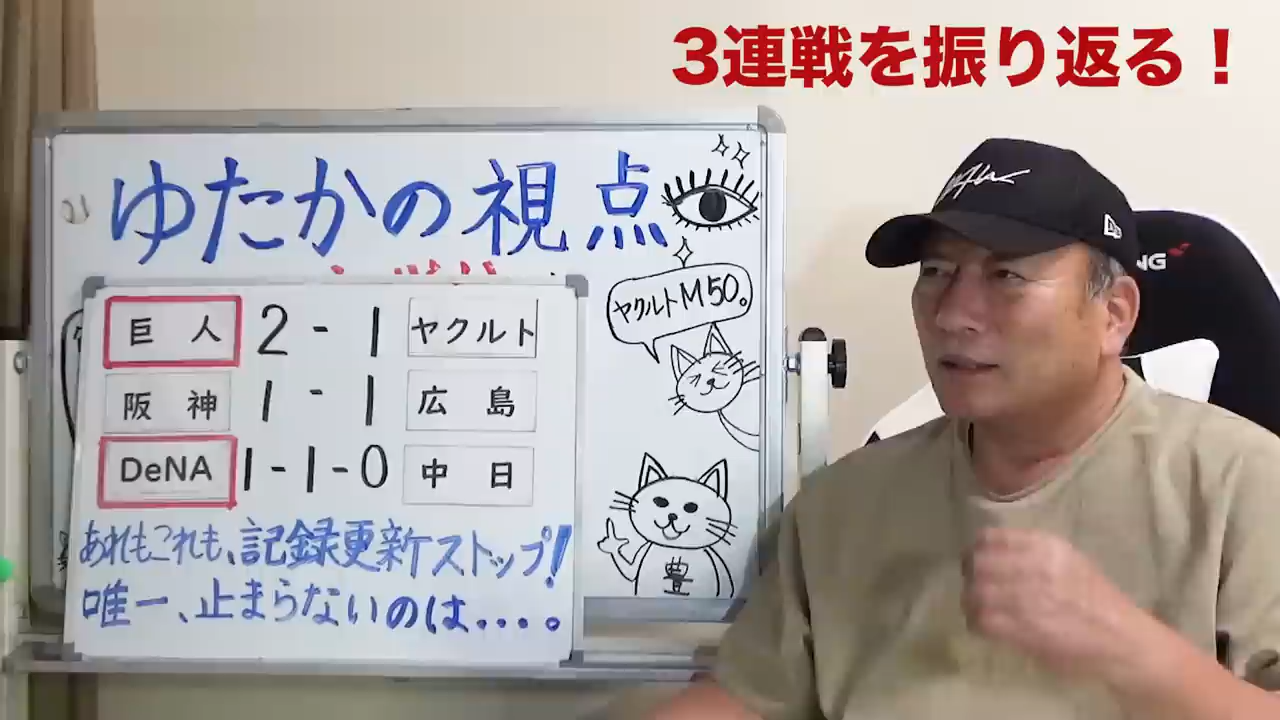 3連戦を振り返る！
ゆたかの視点
ヤクルトM50。
巨人 2 - 1 ヤクルト
阪神 1 - 1 広島
DeNA 1-1-0 中日
あれもこれも、記録更新ストップ!
唯一、止まらないのは・・・・。
豊
NG